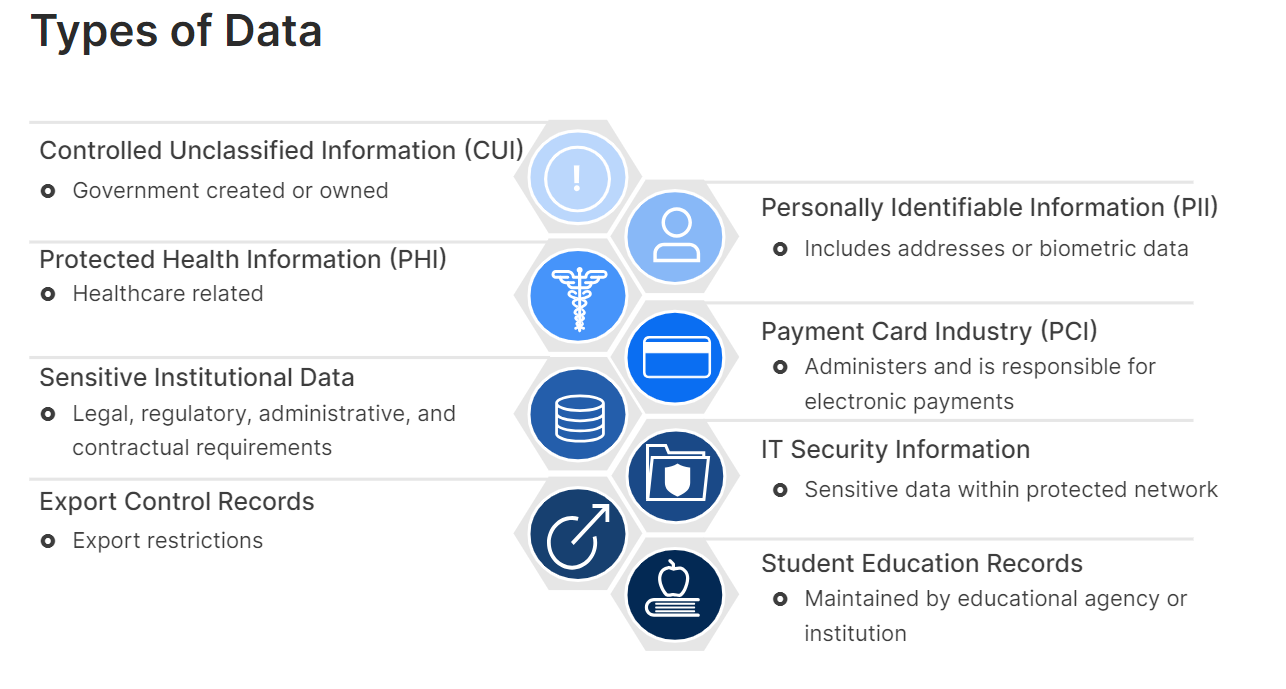 Types of Data
Controlled Unclassified Information (CUI)
Government created or owned
Protected Health Information (PHI)
Healthcare related
Sensitive Institutional Data
Legal, regulatory, administrative, and
contractual requirements
Export Control Records
Export restrictions
!
Personally Identifiable Information (PII)
Includes addresses or biometric data
Payment Card Industry (PCI)
Administers and is responsible for
electronic payments
IT Security Information
Sensitive data within protected network
Student Education Records
Maintained by educational agency or
institution